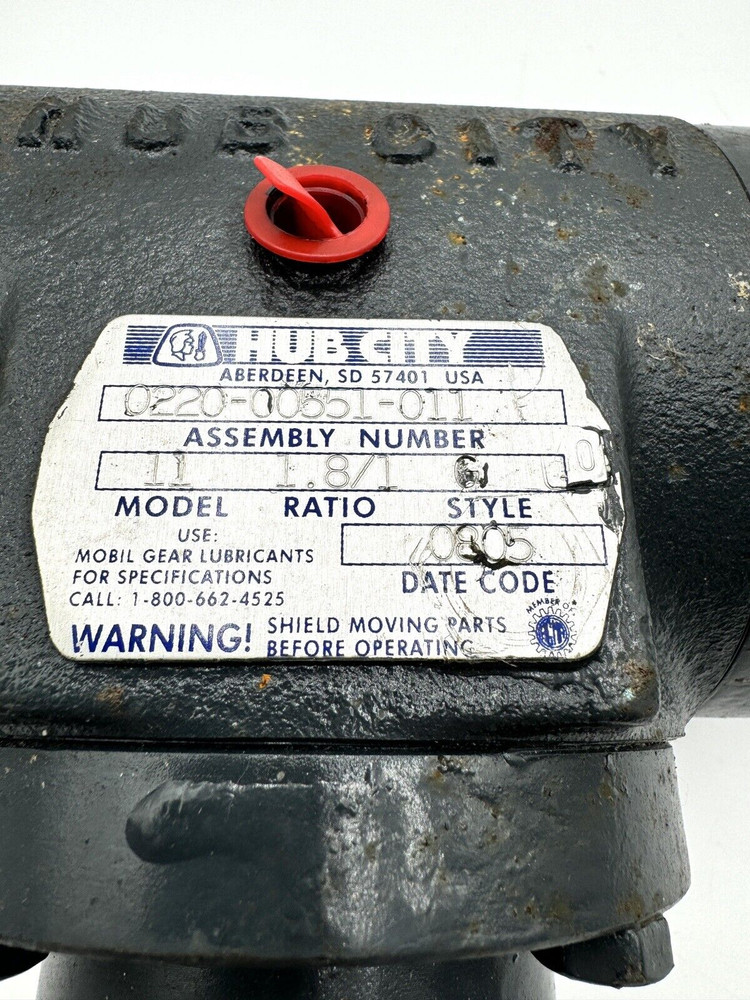 HUB CITY
HUB CITY
ABERDEEN, SD 57401 USA
0220-00551-011
ASSEMBLY NUMBER
11 1.8/1
MODEL RATIO STYLE
USE:
MOBIL GEAR LUBRICANTS
FOR SPECIFICATIONS
CALL: 1-800-662-4525
0805
DATE CODE
WARNING! SHIELD MOVING PARTS
BEFORE OPERATING
MEMBER OF